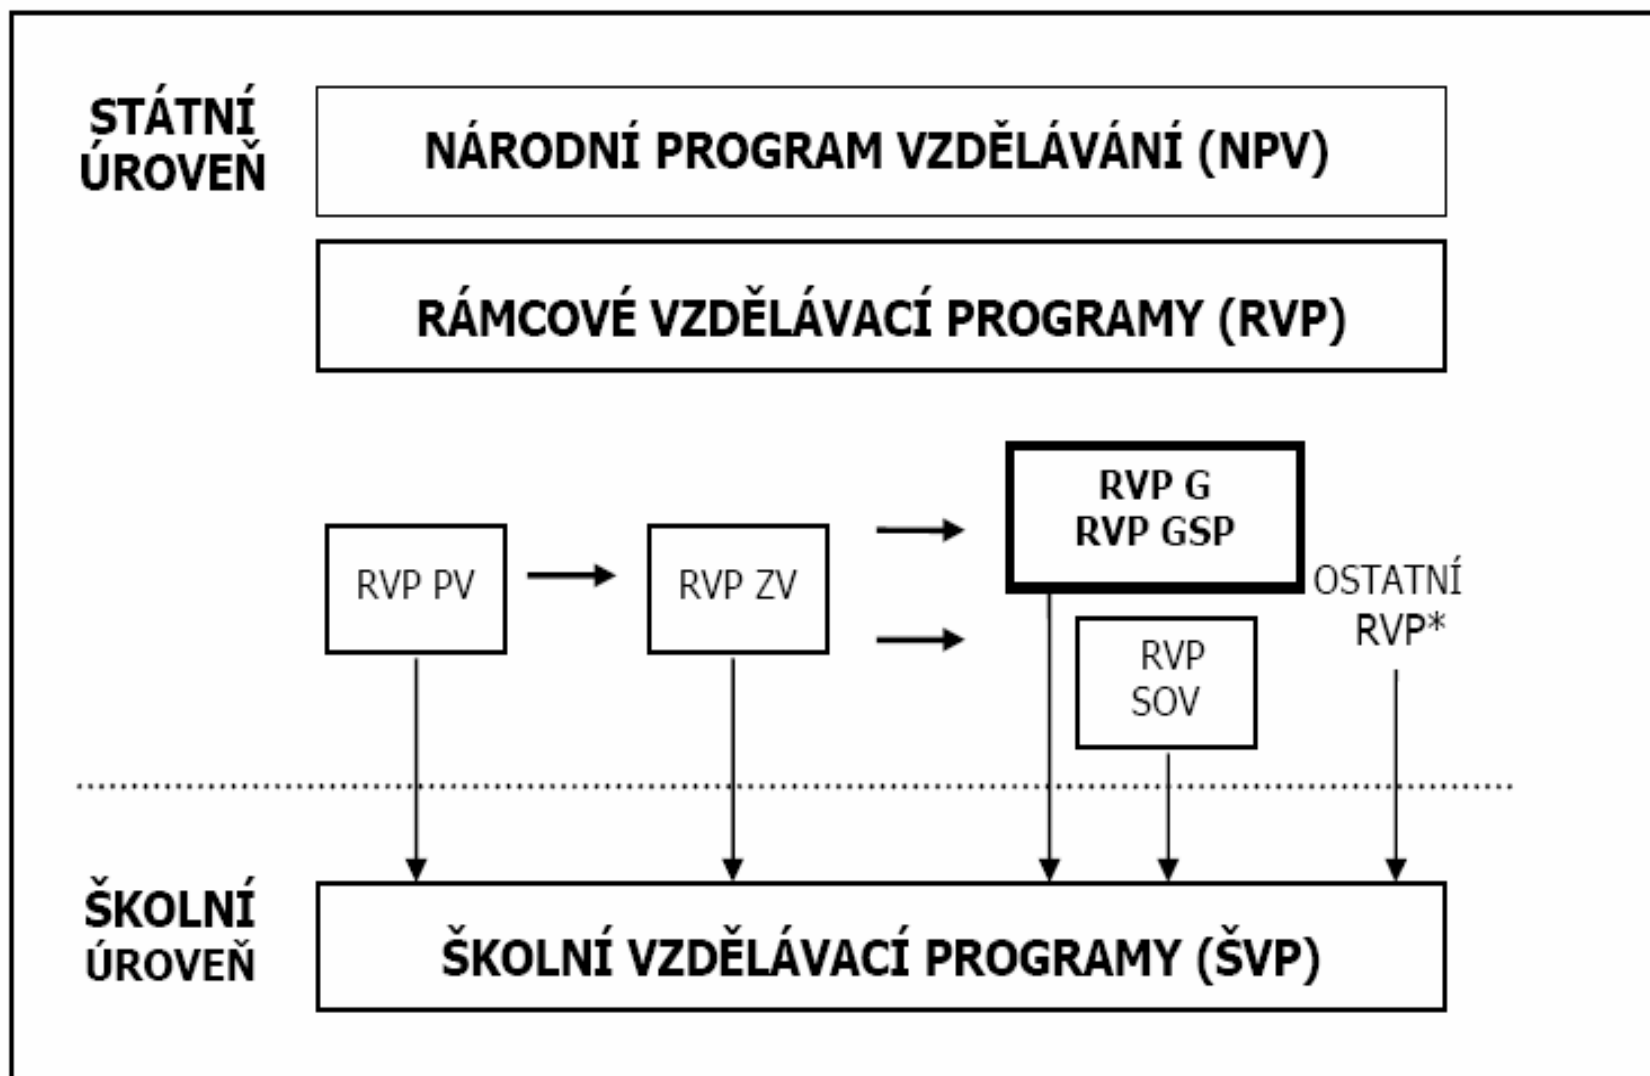 STÁTNÍ
ÚROVEŇ
NÁRODNÍ PROGRAM VZDĚLÁVÁNÍ (NPV)
RÁMCOVÉ VZDĚLÁVACÍ PROGRAMY (RVP)
RVP PV
RVP ZV
RVP G
RVP GSP
RVP
SOV
OSTATNÍ
RVP*
ŠKOLNÍ
ÚROVEŇ
ŠKOLNÍ VZDĚLÁVACÍ PROGRAMY (ŠVP)